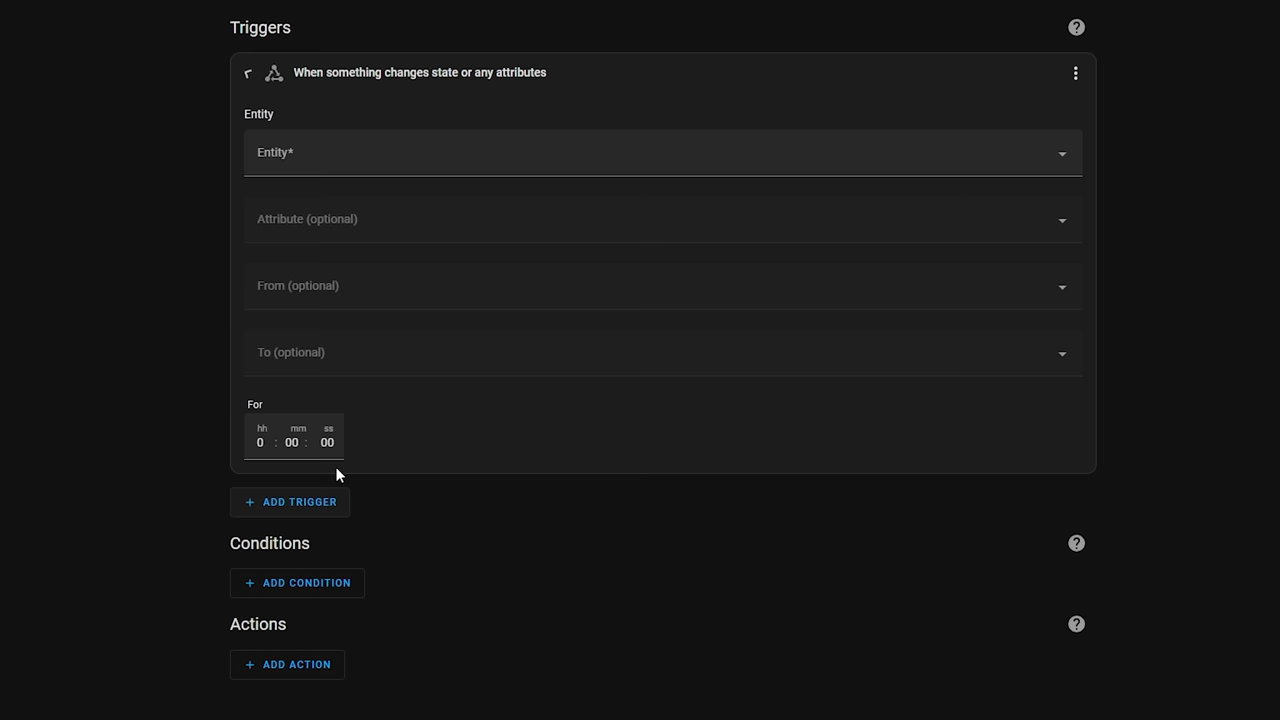 Triggers
When something changes state or any attributes
Entity
Entity*
Attribute (optional)
From (optional)
To (optional)
For
hh mm ss
0 : 00 : 00
+ ADD TRIGGER
Conditions
+ ADD CONDITION
Actions
+ ADD ACTION